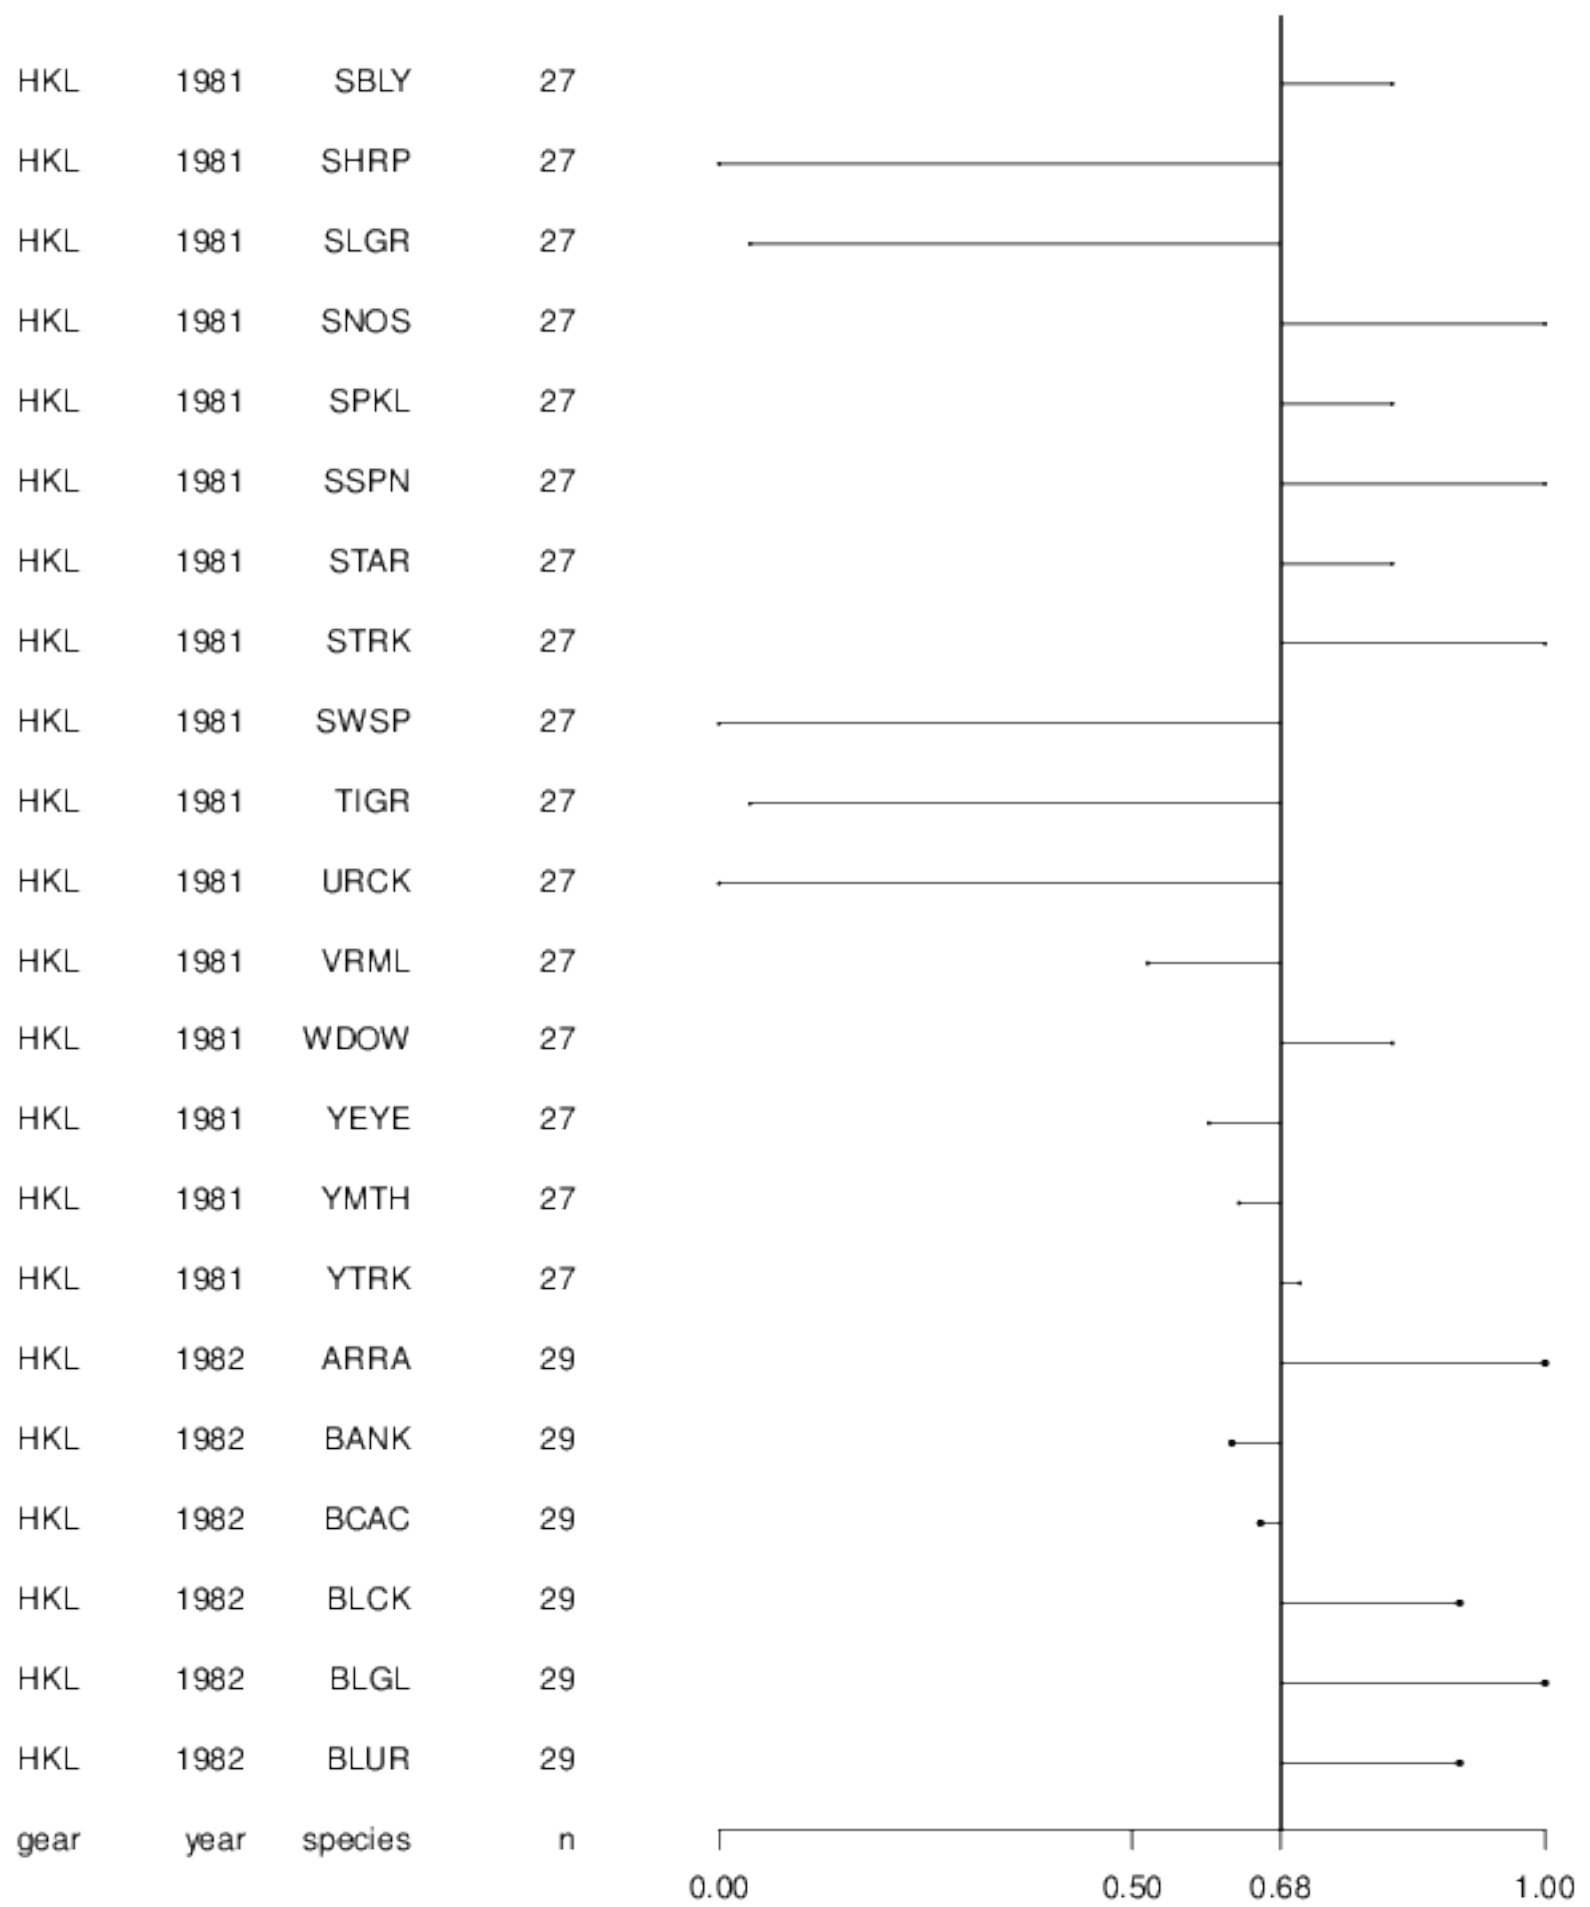 HKL 1981 SBLY 27
HKL 1981 SHRP 27
HKL 1981 SLGR 27
HKL 1981 SNOS 27
HKL 1981 SPKL 27
HKL 1981 SSPN 27
HKL 1981 STAR 27
HKL 1981 STRK 27
HKL 1981 SWSP 27
HKL 1981 TIGR 27
HKL 1981 URCK 27
HKL 1981 VRML 27
HKL 1981 WDOW 27
HKL 1981 YEYE 27
HKL 1981 YMTH 27
HKL 1981 YTRK 27
HKL 1982 ARRA 29
HKL 1982 BANK 29
HKL 1982 BCAC 29
HKL 1982 BLCK 29
HKL 1982 BLGL 29
HKL 1982 BLUR 29
gear year species n
0.00 0.50 0.68 1.00